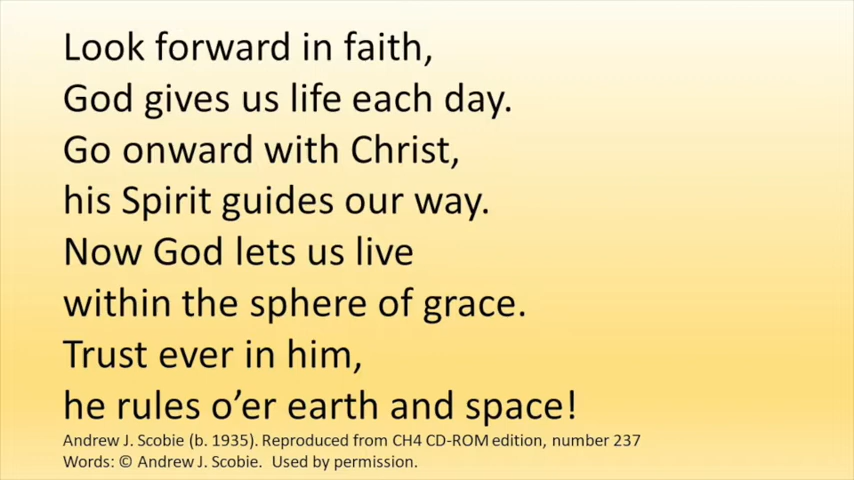 Look forward in faith,
God gives us life each day.
Go onward with Christ,
his Spirit guides our way.
Now God lets us live
within the sphere of grace.
Trust ever in him,
he rules o’er earth and space!
Andrew J. Scobie (b. 1935). Reproduced from CH4 CD-ROM edition, number 237
Words: © Andrew J. Scobie.  Used by permission.